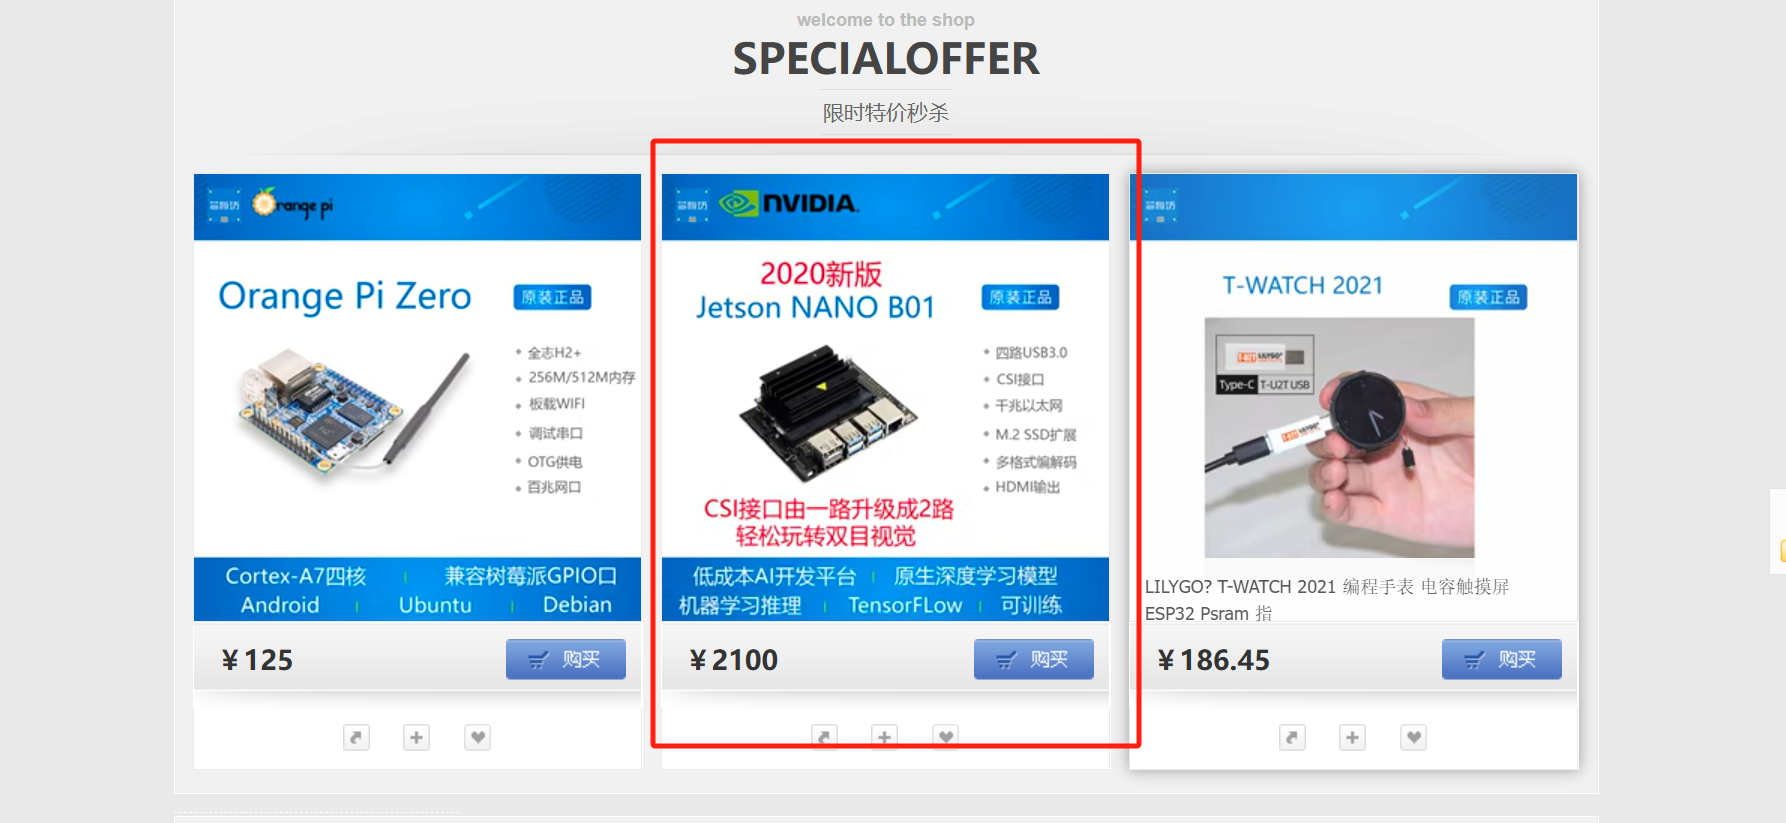 welcome to the shop
SPECIALOFFER
限时特价秒杀
Orange pi
Orange Pi Zero
原装正品
全志H2+
256M/512M内存
板载WIFI
调试串口
OTG供电
百兆网口
Cortex-A7四核
兼容树莓派GPIO口
Android
Ubuntu
Debian
¥125
购买
NVIDIA.
2020新版
Jetson NANO B01
原装正品
四路USB3.0
CSI接口
千兆以太网
M.2 SSD扩展
多格式编解码
HDMI输出
CSI接口由一路升级成2路
轻松玩转双目视觉
低成本AI开发平台
原生深度学习模型
机器学习推理
TensorFLow
可训练
¥2100
购买
T-WATCH 2021
原装正品
T-U2T LILYGO
Type-C
T-U2T USB
T-U2T LILYGO
LILYGO? T-WATCH 2021 编程手表 电容触摸屏
ESP32 Psram 指
¥186.45
购买